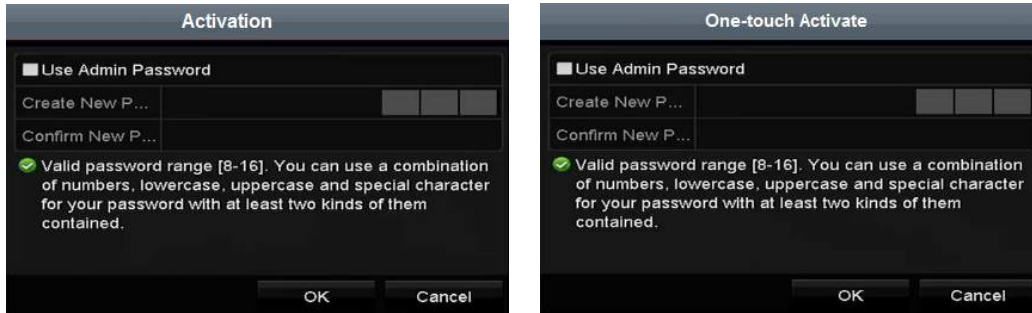 Activation
Use Admin Password
Create New P...
Confirm New P...
Valid password range [8-16]. You can use a combination
of numbers, lowercase, uppercase and special character
for your password with at least two kinds of them
contained.
OK Cancel
One-touch Activate
Use Admin Password
Create New P...
Confirm New P...
Valid password range [8-16]. You can use a combination
of numbers, lowercase, uppercase and special character
for your password with at least two kinds of them
contained.
OK Cancel